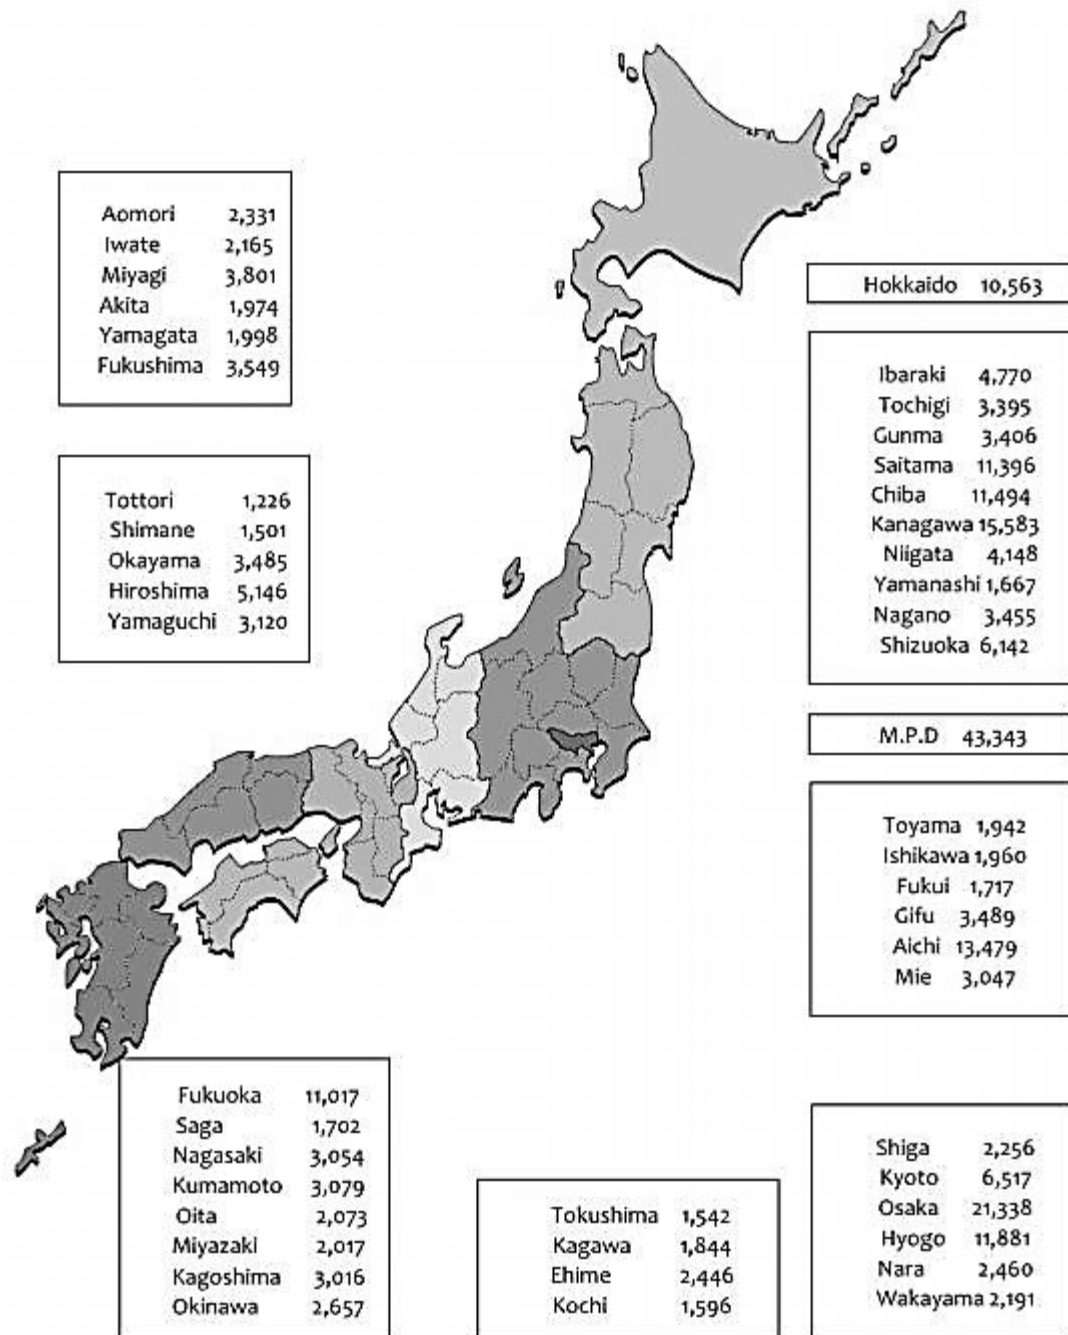 Aomori 2,331
Iwate 2,165
Miyagi 3,801
Akita 1,974
Yamagata 1,998
Fukushima 3,549
Tottori 1,226
Shimane 1,501
Okayama 3,485
Hiroshima 5,146
Yamaguchi 3,120
Hokkaido 10,563
Ibaraki 4,770
Tochigi 3,395
Gunma 3,406
Saitama 11,396
Chiba 11,494
Kanagawa 15,583
Niigata 4,148
Yamanashi 1,667
Nagano 3,455
Shizuoka 6,142
M.P.D 43,343
Toyama 1,942
Ishikawa 1,960
Fukui 1,717
Gifu 3,489
Aichi 13,479
Mie 3,047
Fukuoka 11,017
Saga 1,702
Nagasaki 3,054
Kumamoto 3,079
Oita 2,073
Miyazaki 2,017
Kagoshima 3,016
Okinawa 2,657
Tokushima 1,542
Kagawa 1,844
Ehime 2,446
Kochi 1,596
Shiga 2,256
Kyoto 6,517
Osaka 21,338
Hyogo 11,881
Nara 2,460
Wakayama 2,191